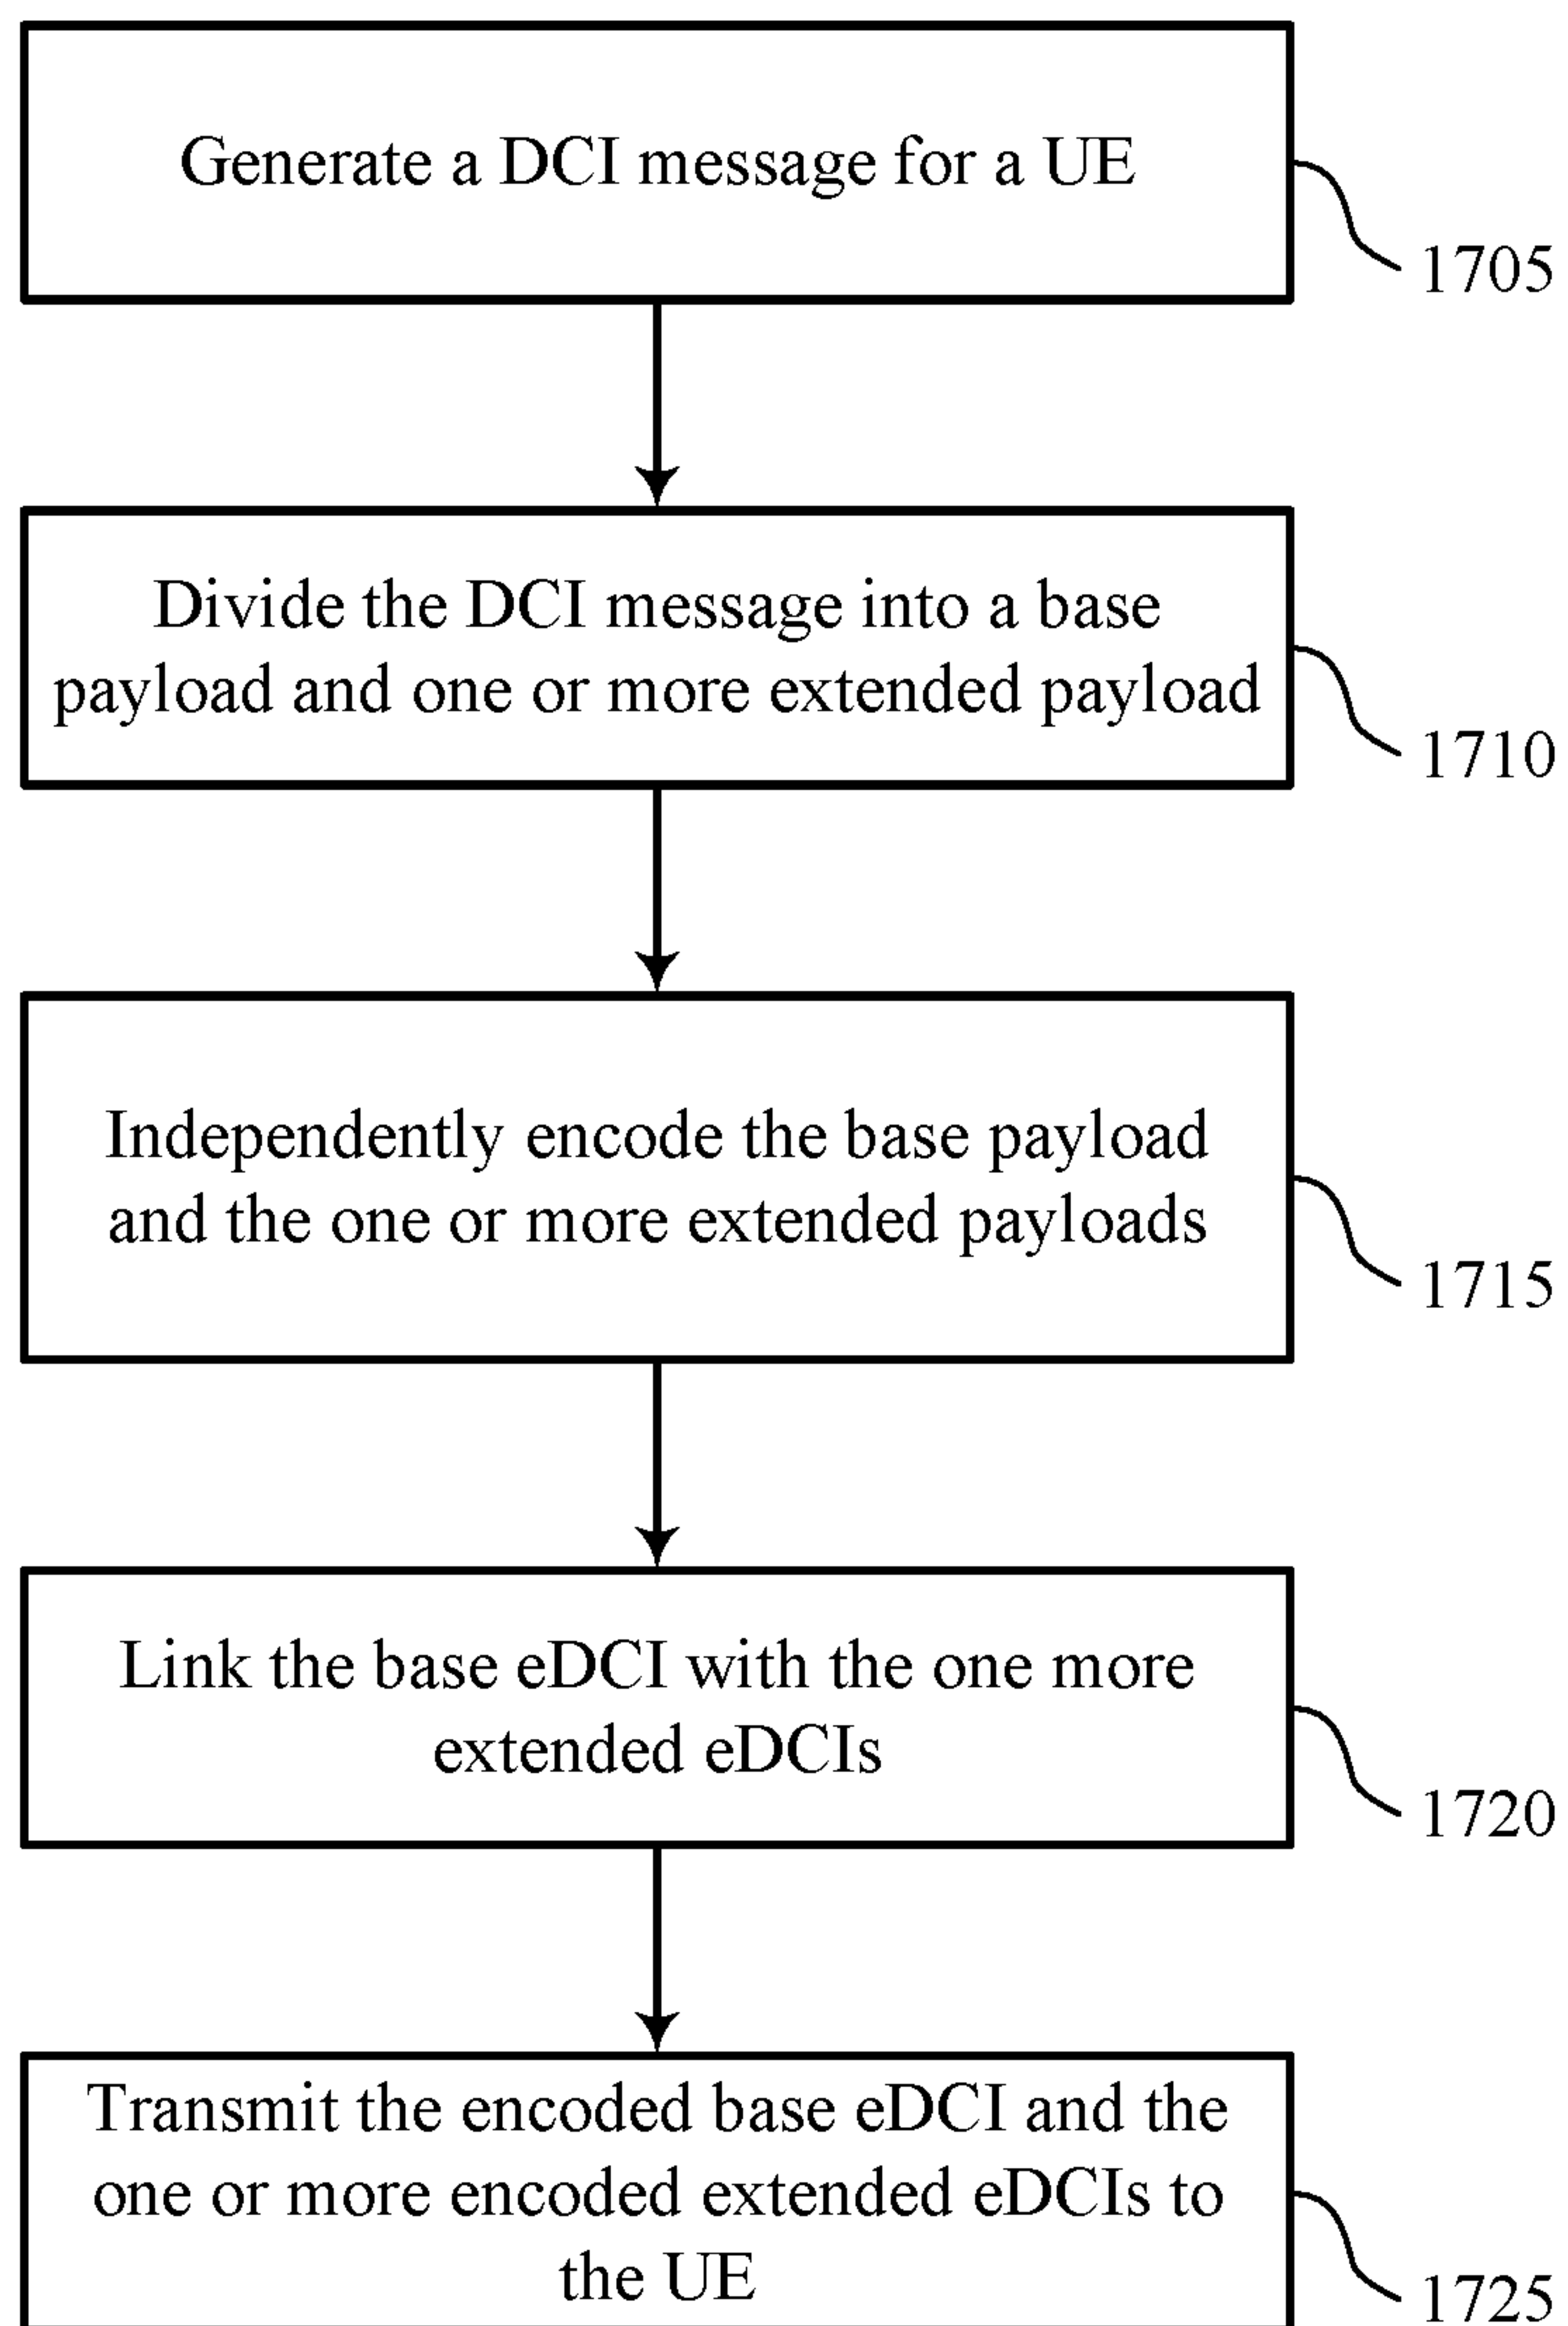 Generate a DCI message for a UE
1705
Divide the DCI message into a base
payload and one or more extended payload
1710
Independently encode the base payload
and the one or more extended payloads
1715
Link the base eDCI with the one more
extended eDCIs
1720
Transmit the encoded base eDCI and the
one or more encoded extended eDCIs to
the UE
1725